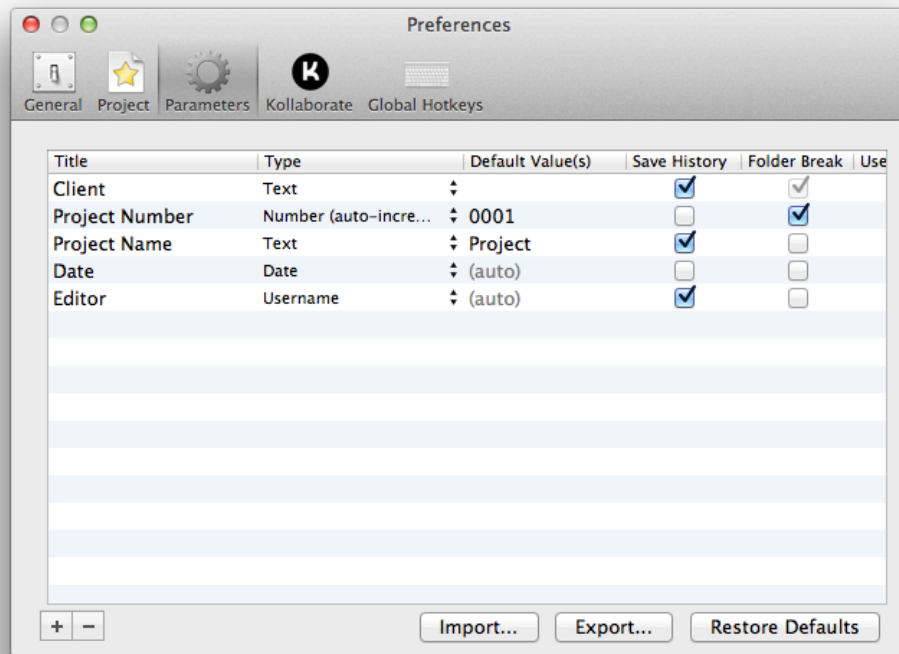 Preferences
General Project Parameters Kollaborate Global Hotkeys
Title Type Default Value(s) Save History Folder Break Use
Client Text
Project Number Number (auto-incre... 0001
Project Name Text Project
Date Date (auto)
Editor Username (auto)
+ − Import... Export... Restore Defaults